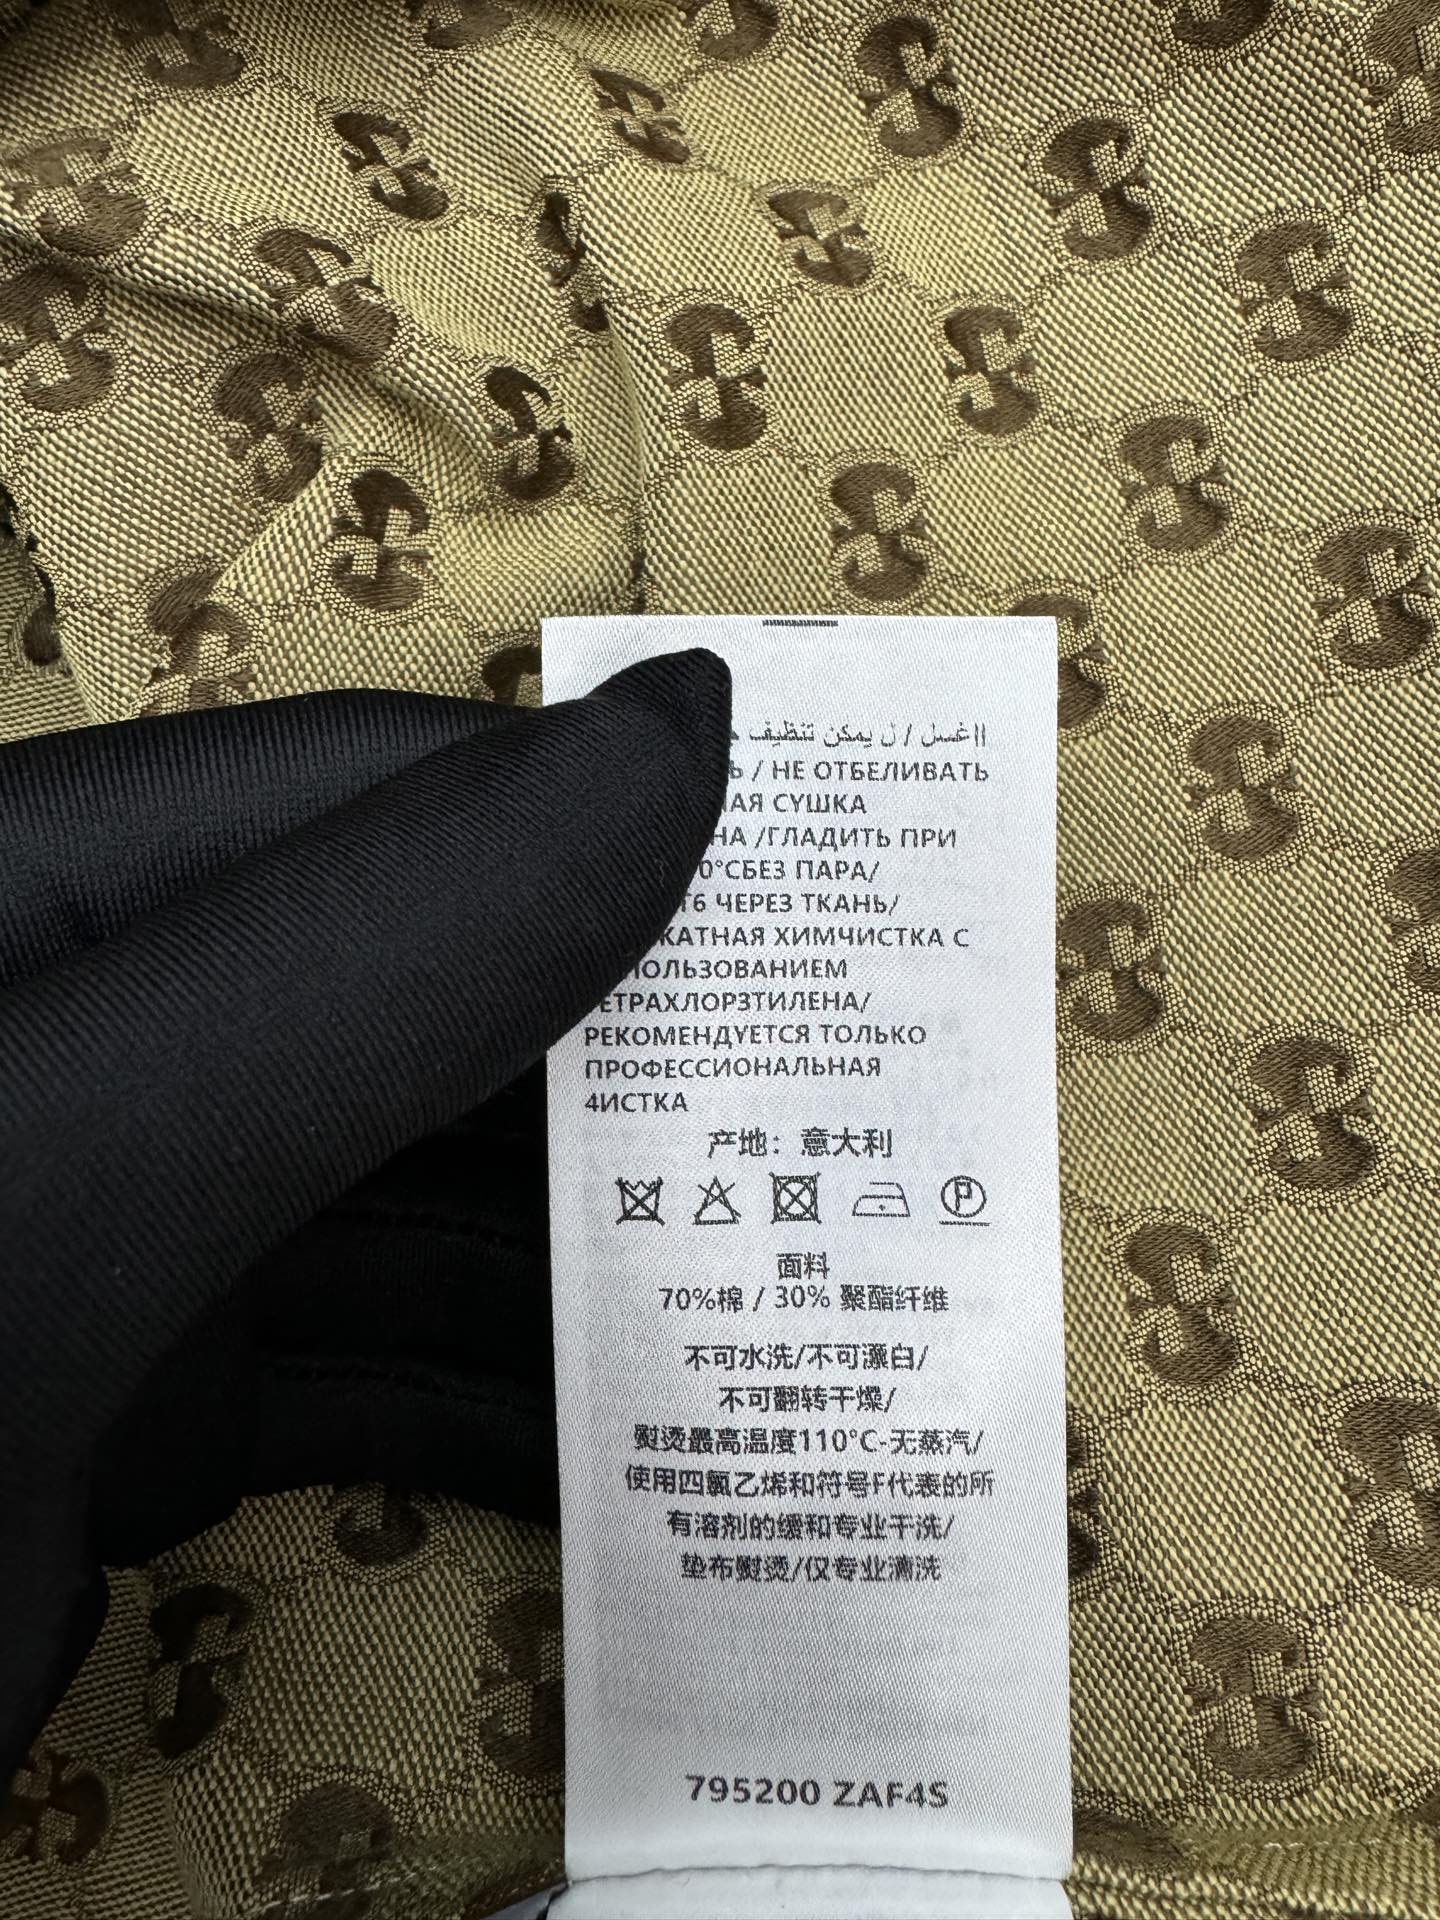 اا غسل / ل يمكن تنظيف
Ь / НЕ ОТБЕЛИВАТЬ
НАЯ СУШКА
НА /ГЛАДИТЬ ПРИ
0°СБЕЗ ПАРА/
Т6 ЧЕРЕЗ ТКАНЬ/
КАТНАЯ ХИМЧИСТКА С
ПОЛЬЗОВАНИЕМ
ЕТРАХЛОРЗТИЛЕНА/
РЕКОМЕНДУЕТСЯ ТОЛЬКО
ПРОФЕССИОНАЛЬНАЯ
4ИСТКА
产地：意大利
面料
70%棉 / 30% 聚酯纤维
不可水洗/不可漂白/
不可翻转干燥/
熨烫最高温度110°C-无蒸汽/
使用四氯乙烯和符号F代表的所
有溶剂的缓和专业干洗/
垫布熨烫/仅专业清洗
795200 ZAF4S